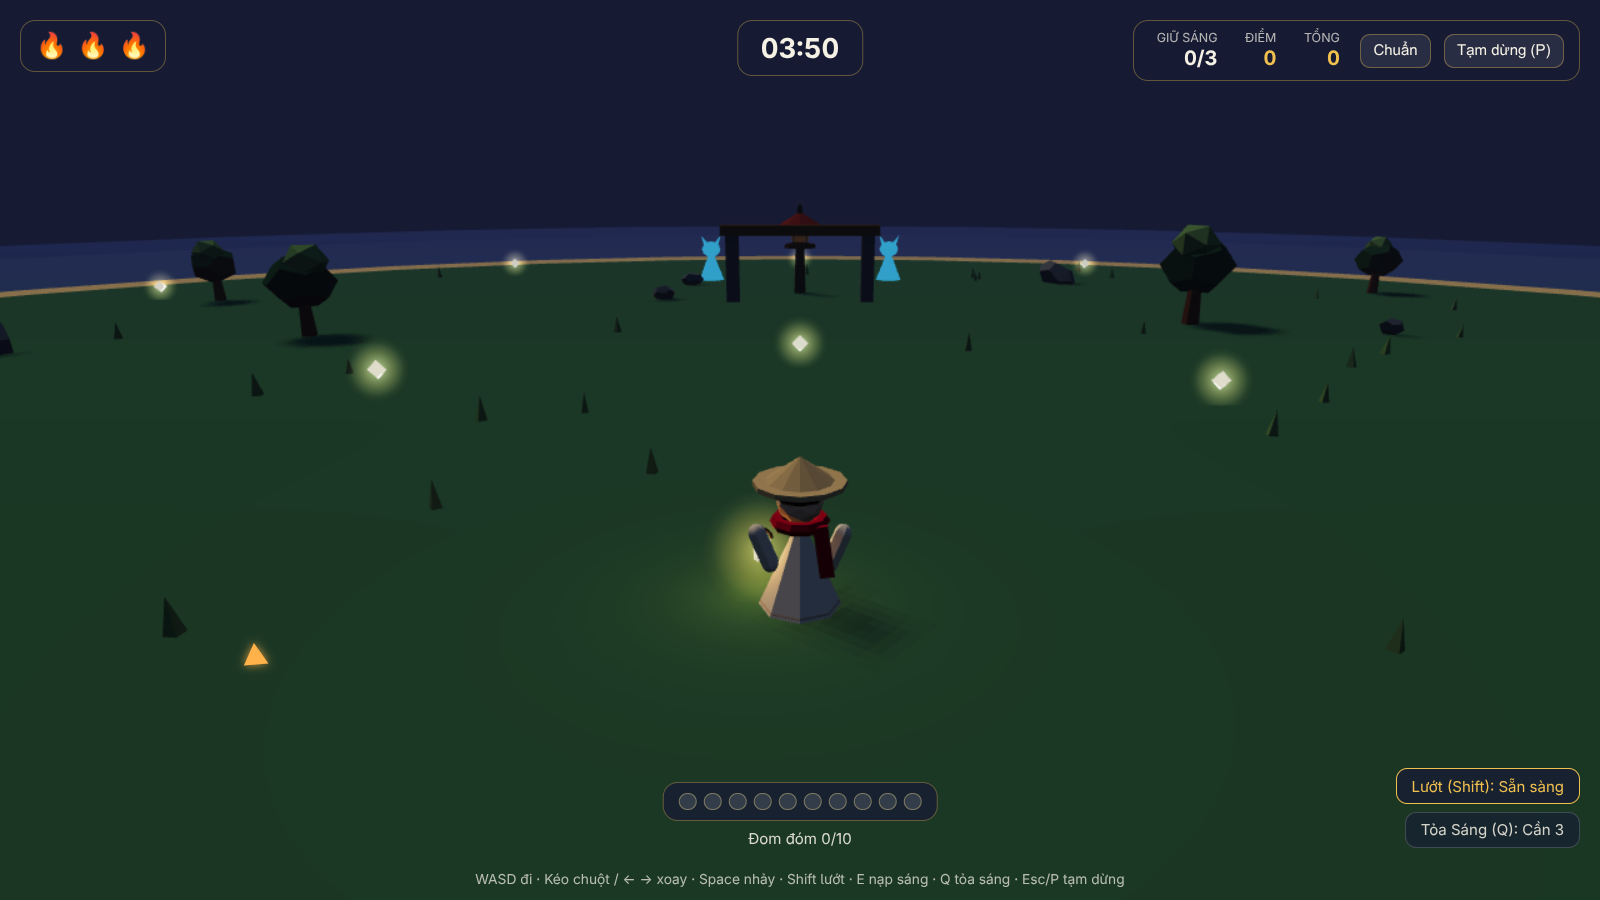 03:50
GIỮ SÁNG
0/3
ĐIỂM
0
TỔNG
0
Chuẩn
Tạm dừng (P)
Lướt (Shift): Sẵn sàng
Tỏa Sáng (Q): Cần 3
Đom đóm 0/10
WASD đi · Kéo chuột / ← → xoay · Space nhảy · Shift lướt · E nạp sáng · Q tỏa sáng · Esc/P tạm dừng